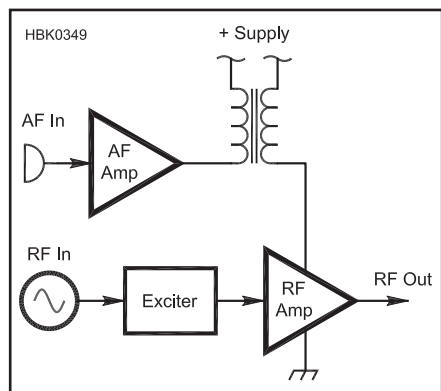 HBK0349
+ Supply
AF In
AF
Amp
RF In
Exciter
RF
Amp
RF Out